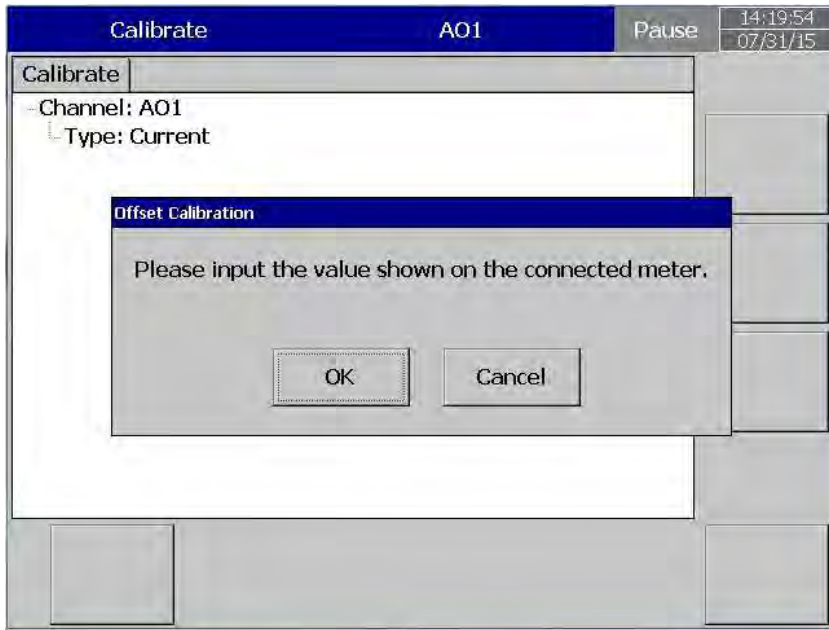 Calibrate AO1 Pause 14:19:54
07/31/15
Calibrate
Channel: AO1
Type: Current
Offset Calibration
Please input the value shown on the connected meter.
OK Cancel